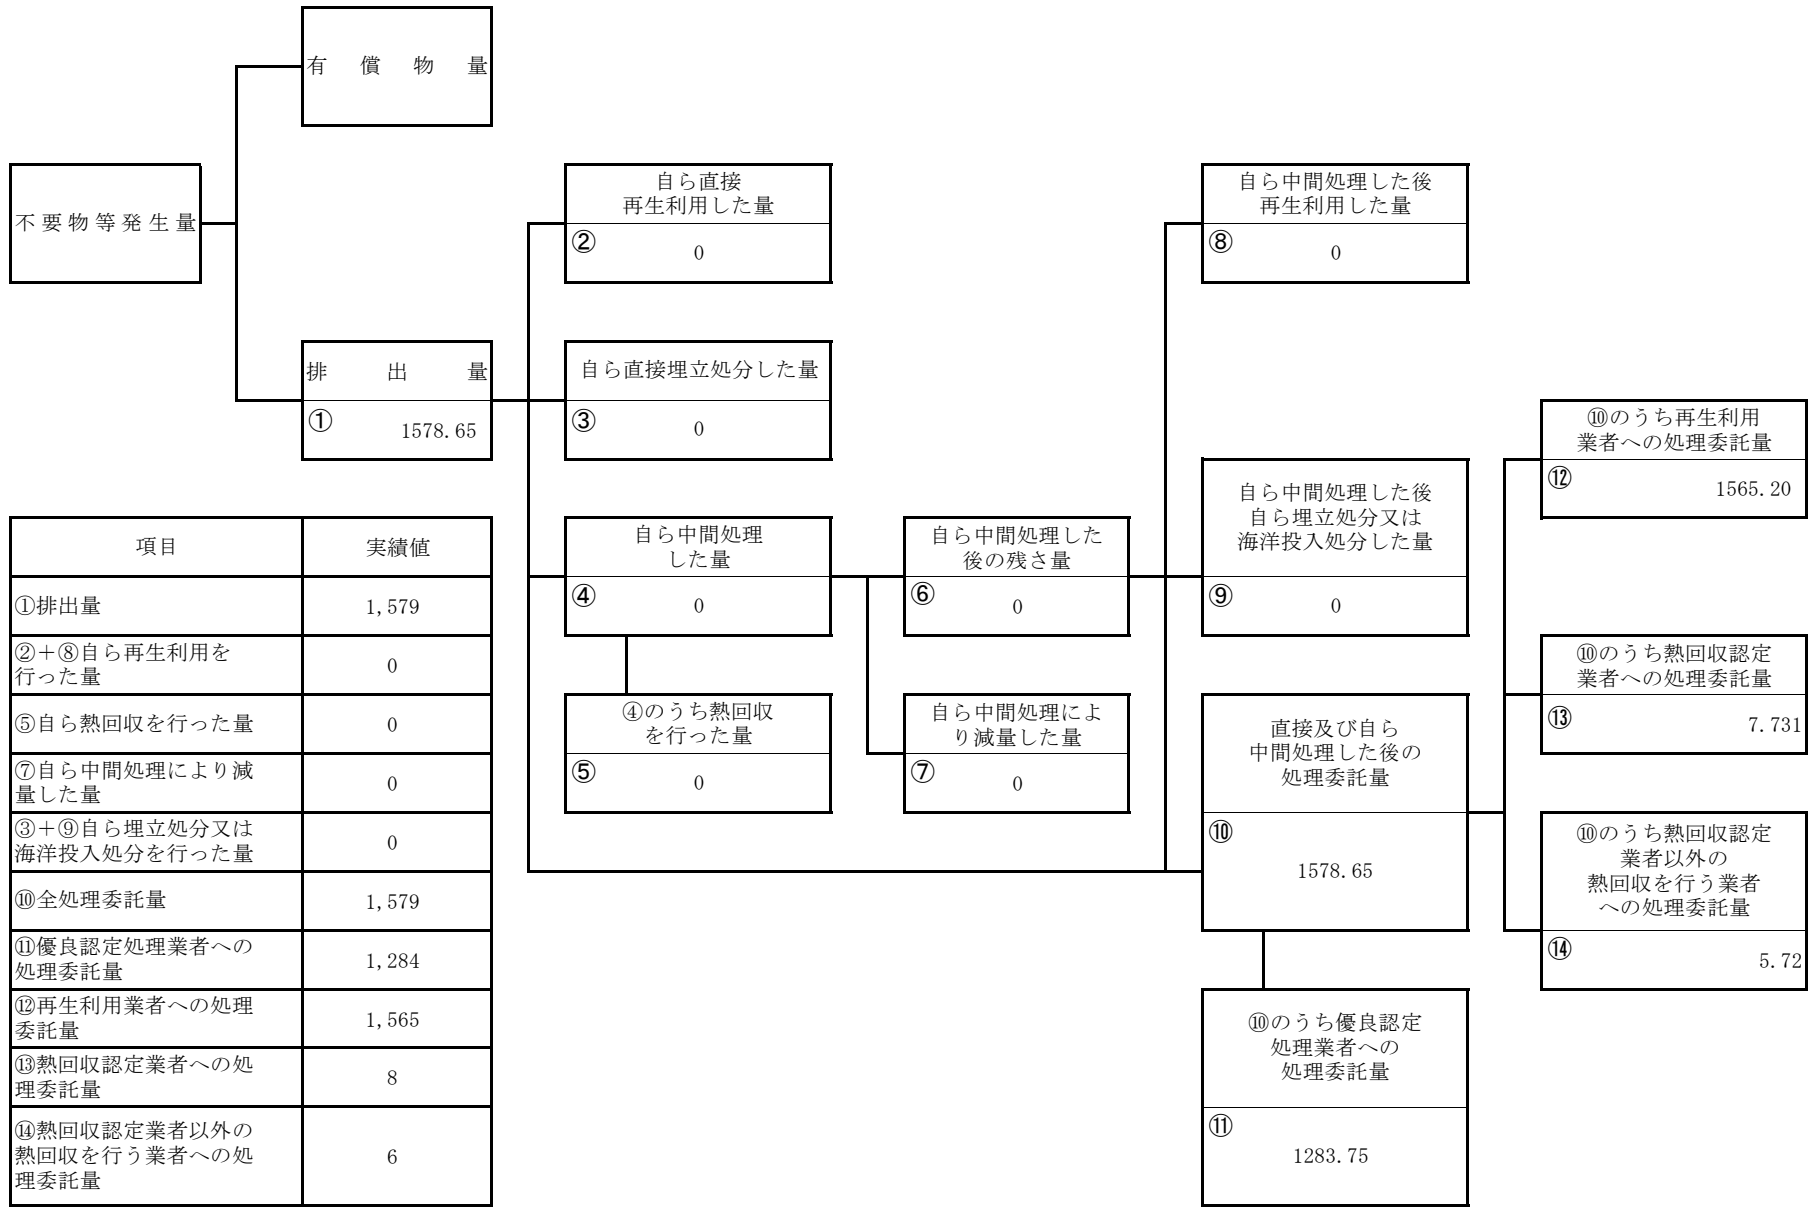 有償物量
不要物等発生量
排出量
① 1578.65
自ら直接
再生利用した量
② 0
自ら直接埋立処分した量
③ 0
自ら中間処理
した量
④ 0
④のうち熱回収
を行った量
⑤ 0
自ら中間処理した
後の残さ量
⑥ 0
自ら中間処理によ
り減量した量
⑦ 0
自ら中間処理した後
再生利用した量
⑧ 0
自ら中間処理した後
自ら埋立処分又は
海洋投入処分した量
⑨ 0
直接及び自ら
中間処理した後の
処理委託量
⑩
1578.65
⑩のうち優良認定
処理業者への
処理委託量
⑪
1283.75
⑩のうち再生利用
業者への処理委託量
⑫ 1565.20
⑩のうち熱回収認定
業者への処理委託量
⑬ 7.731
⑩のうち熱回収認定
業者以外の
熱回収を行う業者
への処理委託量
⑭ 5.72
項目 実績値
①排出量 1,579
②+⑧自ら再生利用を
行った量 0
⑤自ら熱回収を行った量 0
⑦自ら中間処理により減
量した量 0
③+⑨自ら埋立処分又は
海洋投入処分を行った量 0
⑩全処理委託量 1,579
⑪優良認定処理業者への
処理委託量 1,284
⑫再生利用業者への処理
委託量 1,565
⑬熱回収認定業者への処
理委託量 8
⑭熱回収認定業者以外の
熱回収を行う業者への処
理委託量 6